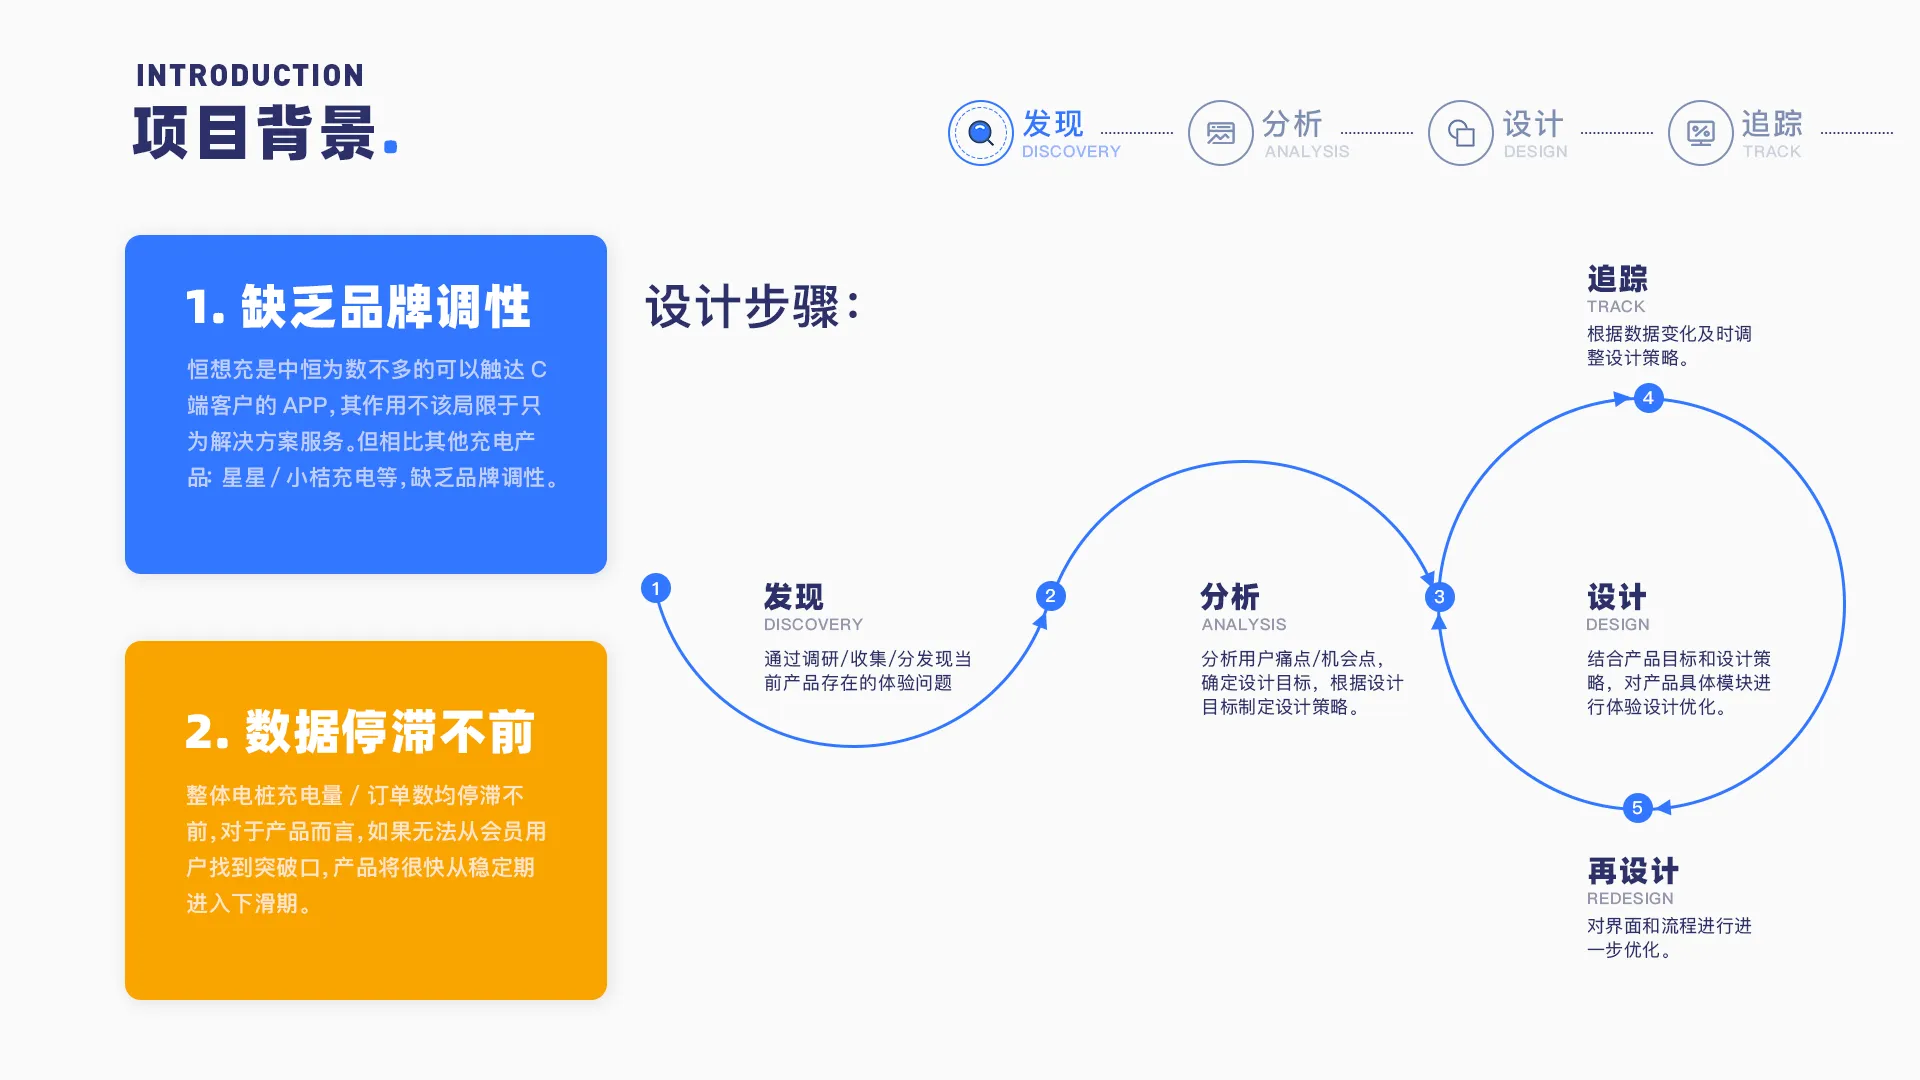 INTRODUCTION
项目背景.
发现
DISCOVERY
分析
ANALYSIS
设计
DESIGN
追踪
TRACK
1. 缺乏品牌调性
恒想充是中恒为数不多的可以触达 C
端客户的 APP，其作用不该局限于只
为解决方案服务。但相比其他充电产
品：星星 / 小桔充电等，缺乏品牌调性。
2. 数据停滞不前
整体电桩充电量 / 订单数均停滞不
前，对于产品而言，如果无法从会员用
户找到突破口，产品将很快从稳定期
进入下滑期。
设计步骤：
1
发现
DISCOVERY
通过调研/收集/分发现当
前产品存在的体验问题
2
分析
ANALYSIS
分析用户痛点/机会点，
确定设计目标，根据设计
目标制定设计策略。
3
设计
DESIGN
结合产品目标和设计策
略，对产品具体模块进
行体验设计优化。
追踪
TRACK
根据数据变化及时调
整设计策略。
4
5
再设计
REDESIGN
对界面和流程进行进
一步优化。